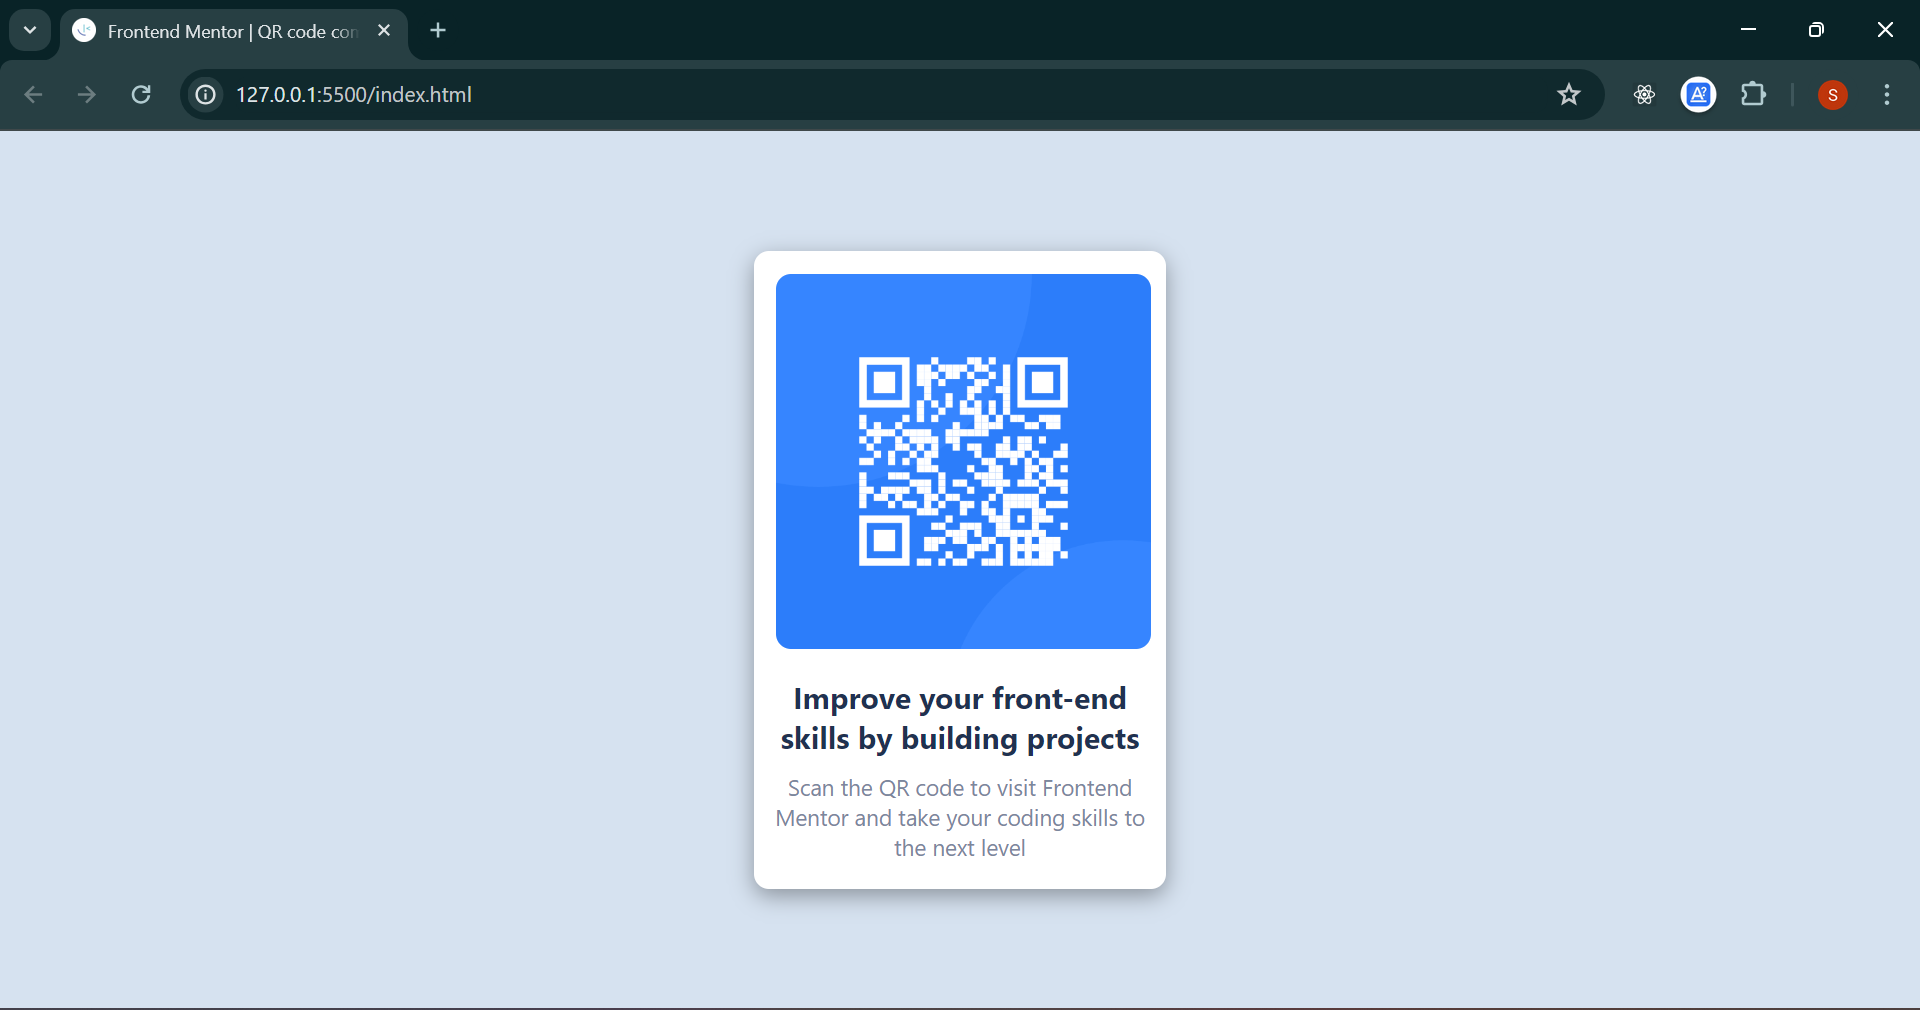 Frontend Mentor | QR code con
127.0.0.1:5500/index.html
S
Improve your front-end
skills by building projects
Scan the QR code to visit Frontend
Mentor and take your coding skills to
the next level